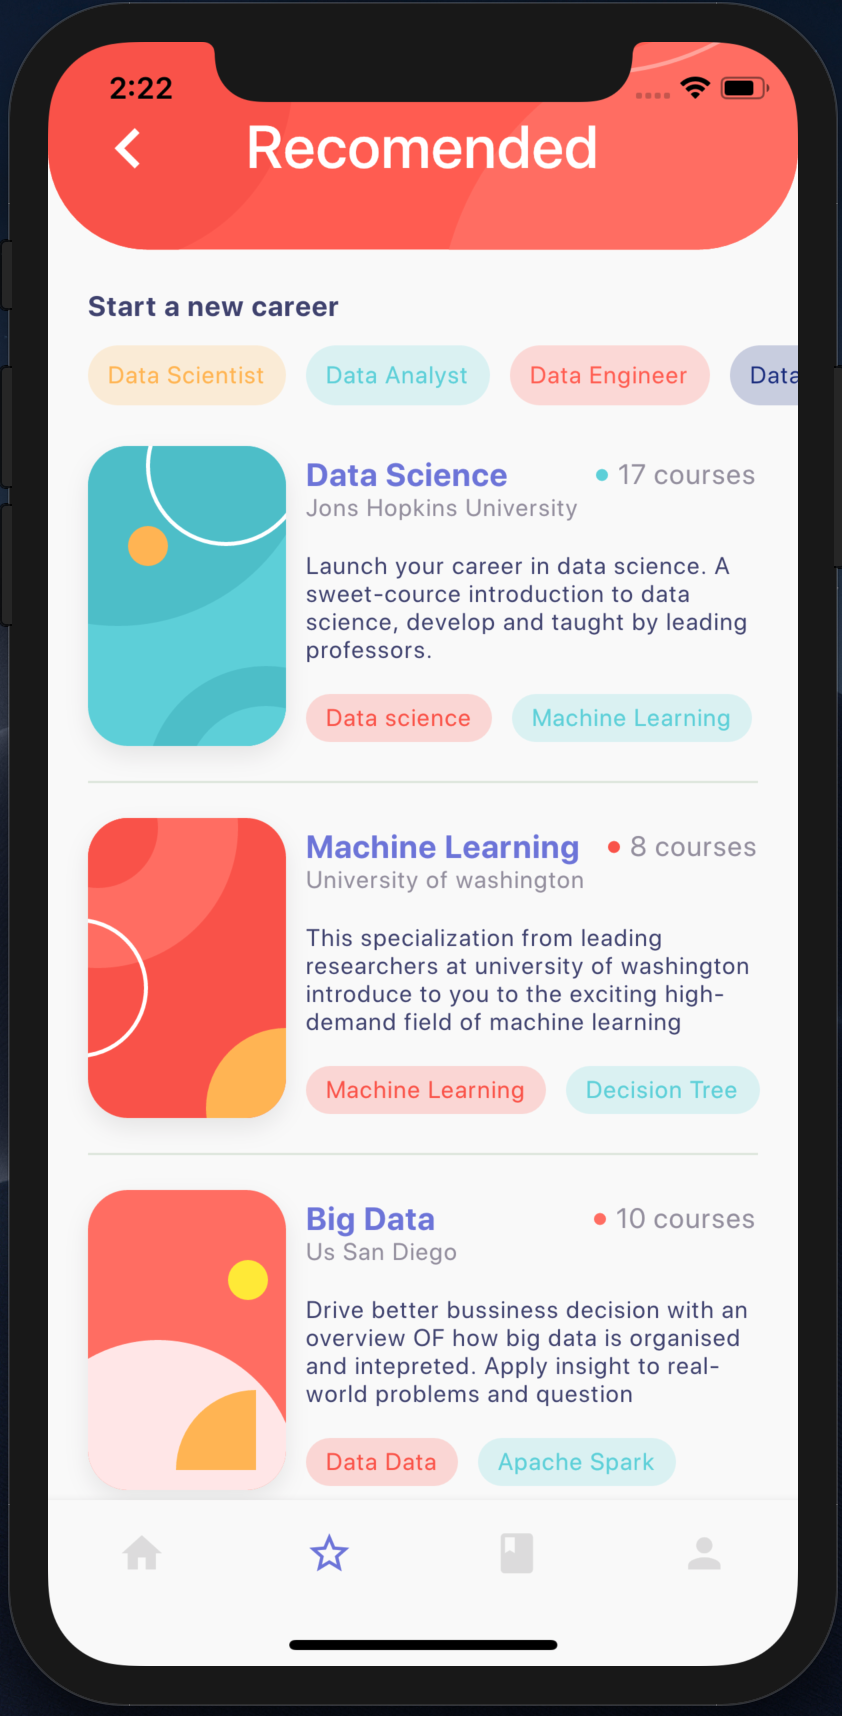 2:22
Recomended
Start a new career
Data Scientist
Data Analyst
Data Engineer
Data
Data Science
17 courses
Jons Hopkins University
Launch your career in data science. A
sweet-cource introduction to data
science, develop and taught by leading
professors.
Data science
Machine Learning
Machine Learning
8 courses
University of washington
This specialization from leading
researchers at university of washington
introduce to you to the exciting high-
demand field of machine learning
Machine Learning
Decision Tree
Big Data
10 courses
Us San Diego
Drive better bussiness decision with an
overview OF how big data is organised
and intepreted. Apply insight to real-
world problems and question
Data Data
Apache Spark